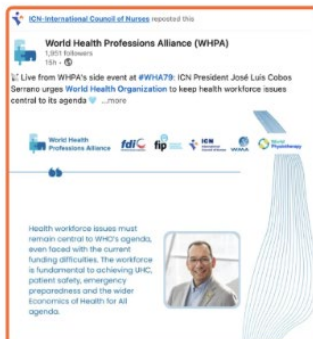 ICN-International Council of Nurses reposted this
World Health Professions Alliance (WHPA)
1,951 followers
15h •
Live from WHPA's side event at #WHA79: ICN President José Luis Cobos
Serrano urges World Health Organization to keep health workforce issues
central to its agenda ...more
World Health
Professions Alliance
fdi
fip
ICN
International
Council of Nurses
WMA
World
Physiotherapy
Health workforce issues must
remain central to WHO's agenda,
even faced with the current
funding difficulties. The workforce
is fundamental to achieving UHC,
patient safety, emergency
preparedness and the wider
Economics of Health for All
agenda.